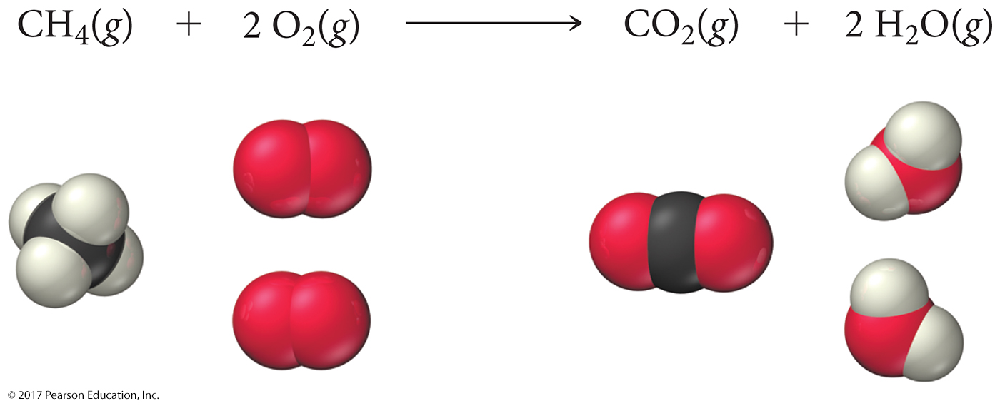 CH₄(g) + 2 O₂(g) ⟶ CO₂(g) + 2 H₂O(g)
© 2017 Pearson Education, Inc.